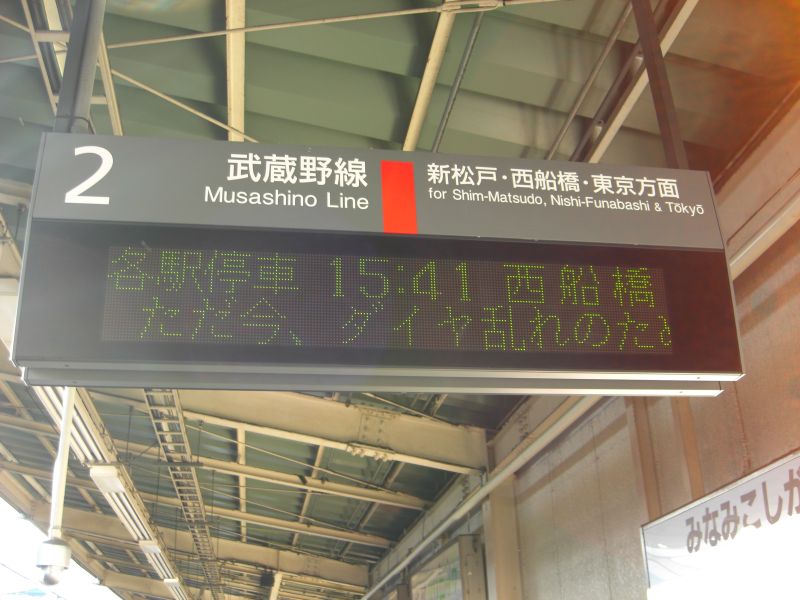 2
武蔵野線
Musashino Line
新松戸・西船橋・東京方面
for Shim-Matsudo, Nishi-Funabashi & Tōkyō
各駅停車 15:41 西船橋
ただ今、ダイヤ乱れのため
みなみこしが